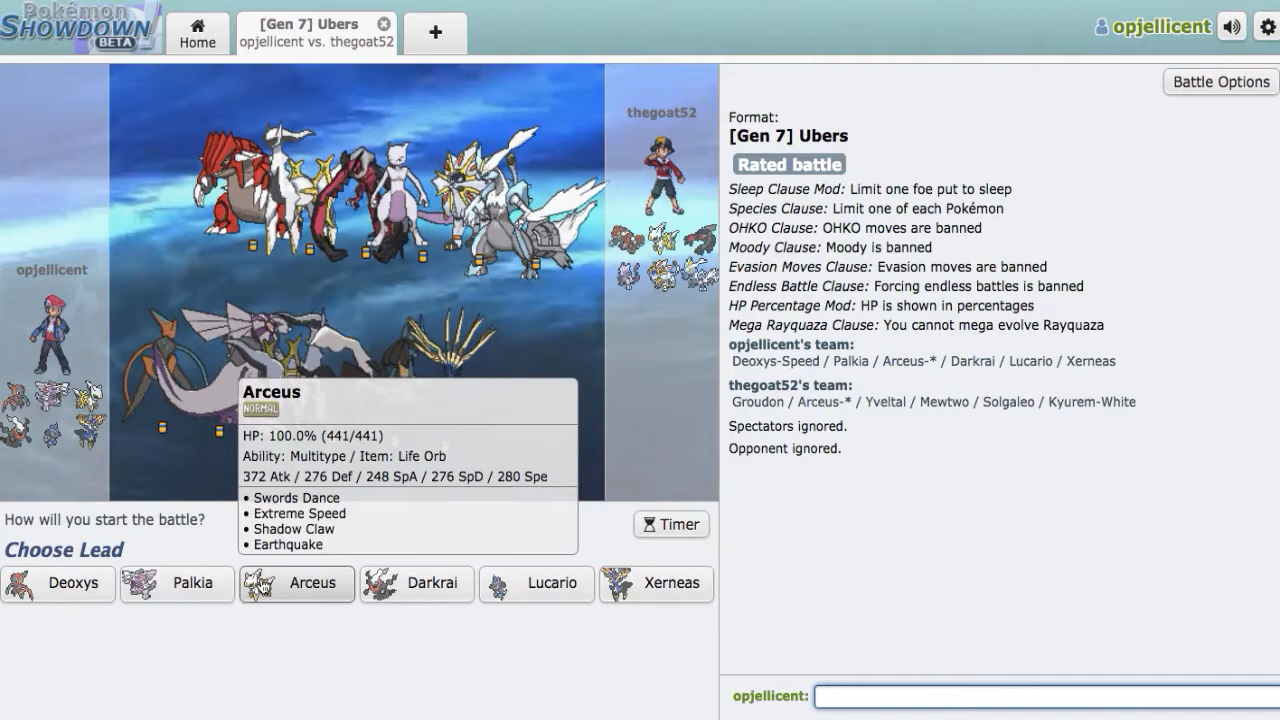 Pokémon
SHOWDOWN
BETA
Home
[Gen 7] Ubers
opjellicent vs. thegoat52
+
opjellicent
Battle Options
thegoat52
opjellicent
Format:
[Gen 7] Ubers
Rated battle
Sleep Clause Mod: Limit one foe put to sleep
Species Clause: Limit one of each Pokémon
OHKO Clause: OHKO moves are banned
Moody Clause: Moody is banned
Evasion Moves Clause: Evasion moves are banned
Endless Battle Clause: Forcing endless battles is banned
HP Percentage Mod: HP is shown in percentages
Mega Rayquaza Clause: You cannot mega evolve Rayquaza
opjellicent's team:
Deoxys-Speed / Palkia / Arceus-* / Darkrai / Lucario / Xerneas
thegoat52's team:
Groudon / Arceus-* / Yveltal / Mewtwo / Solgaleo / Kyurem-White
Spectators ignored.
Opponent ignored.
Arceus
NORMAL
HP: 100.0% (441/441)
Ability: Multitype / Item: Life Orb
372 Atk / 276 Def / 248 SpA / 276 SpD / 280 Spe
• Swords Dance
• Extreme Speed
• Shadow Claw
• Earthquake
How will you start the battle?
Timer
Choose Lead
Deoxys
Palkia
Arceus
Darkrai
Lucario
Xerneas
opjellicent: